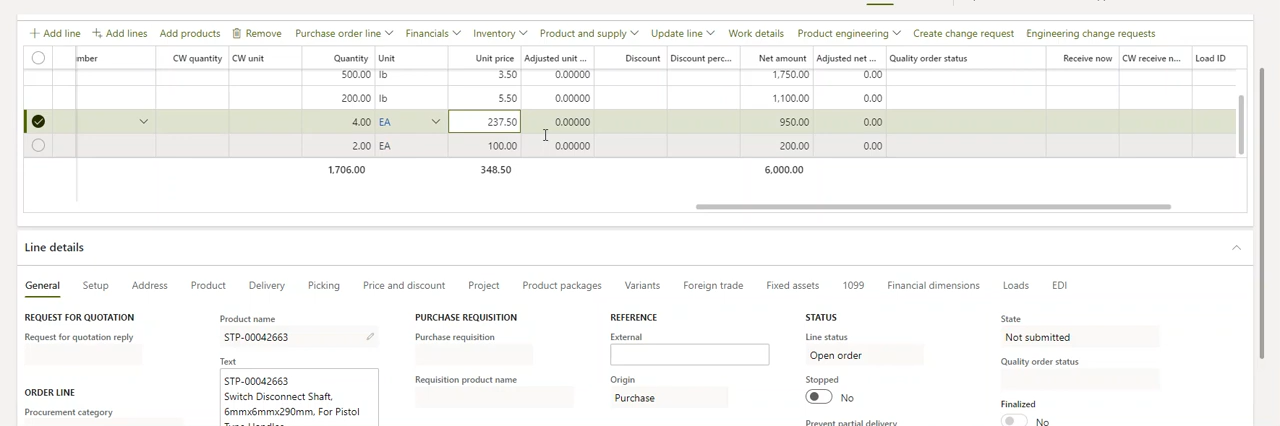 Add line Add lines Add products Remove Purchase order line Financials Inventory Product and supply Update line Work details Product engineering Create change request Engineering change requests
mber CW quantity CW unit Quantity Unit Unit price Adjusted unit ... Discount Discount perc... Net amount Adjusted net ... Quality order status Receive now CW receive n... Load ID
500.00 lb 3.50 0.00000 1,750.00 0.00
200.00 lb 5.50 0.00000 1,100.00 0.00
4.00 EA 237.50 0.00000 950.00 0.00
2.00 EA 100.00 0.00000 200.00 0.00
1,706.00 348.50 6,000.00
Line details
General Setup Address Product Delivery Picking Price and discount Project Product packages Variants Foreign trade Fixed assets 1099 Financial dimensions Loads EDI
REQUEST FOR QUOTATION
Request for quotation reply
ORDER LINE
Procurement category
Product name
STP-00042663
Text
STP-00042663
Switch Disconnect Shaft,
6mmx6mmx290mm, For Pistol
PURCHASE REQUISITION
Purchase requisition
Requisition product name
REFERENCE
External
Origin
Purchase
STATUS
Line status
Open order
Stopped
No
Prevent partial delivery
State
Not submitted
Quality order status
Finalized
No